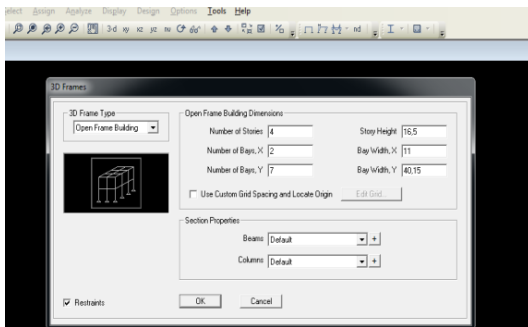 Select Assign Analyze Display Design Options Tools Help
3-d xy xz yz nv nd
3D Frames
3D Frame Type
Open Frame Building
Open Frame Building Dimensions
Number of Stories 4 Story Height 16,5
Number of Bays, X 2 Bay Width, X 11
Number of Bays, Y 7 Bay Width, Y 40,15
Use Custom Grid Spacing and Locate Origin Edit Grid...
Section Properties
Beams Default +
Columns Default +
Restraints OK Cancel